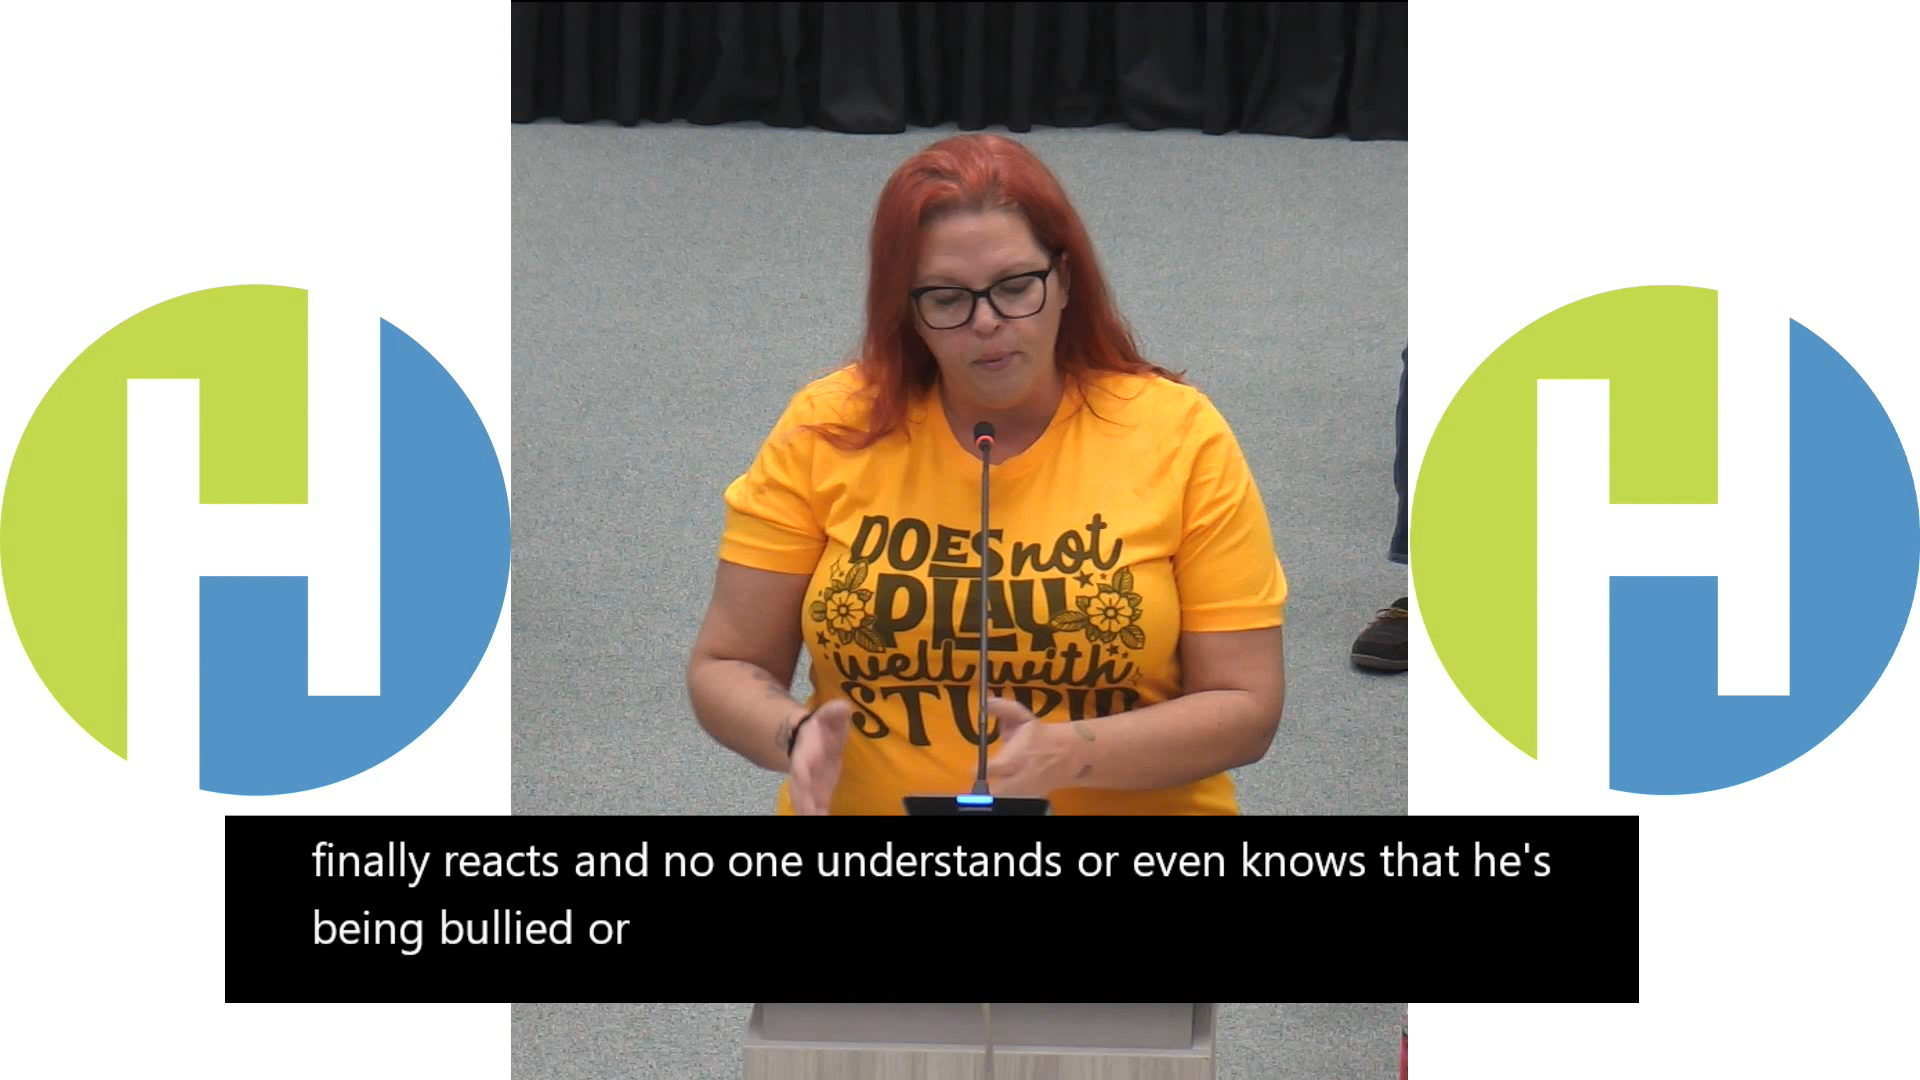 DOES not
PLAY
well with
STUPID
finally reacts and no one understands or even knows that he's
being bullied or